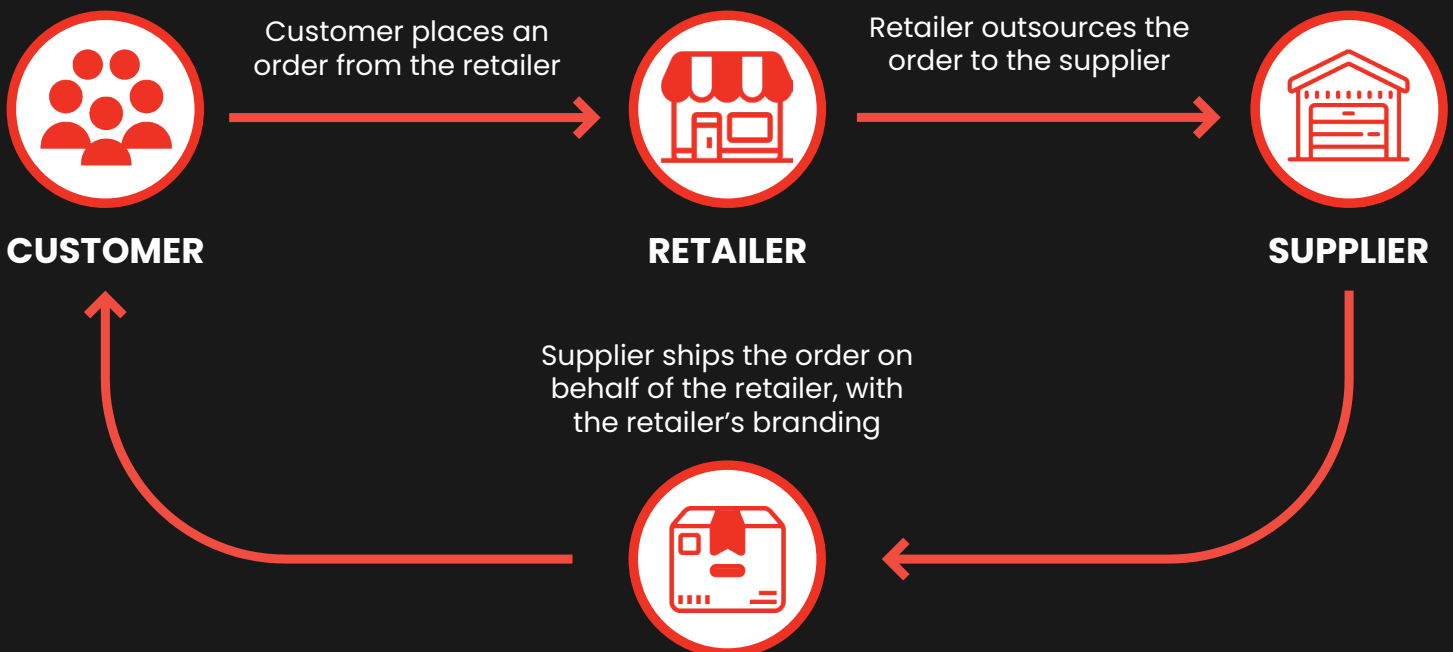 Customer places an
order from the retailer
Retailer outsources the
order to the supplier
CUSTOMER
RETAILER
SUPPLIER
Supplier ships the order on
behalf of the retailer, with
the retailer’s branding